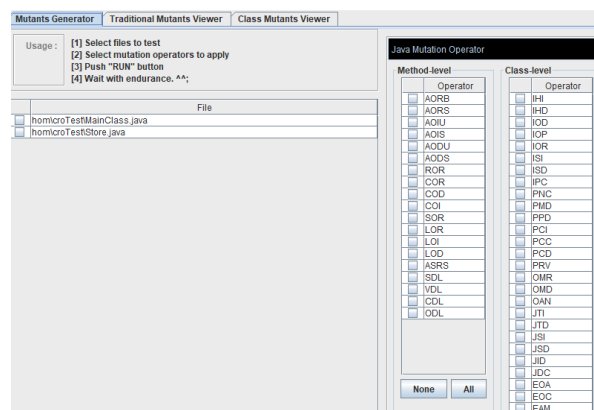 Mutants Generator Traditional Mutants Viewer Class Mutants Viewer
Usage : [1] Select files to test
[2] Select mutation operators to apply
[3] Push "RUN" button
[4] Wait with endurance. ^^;
File
hom\croTest\MainClass.java
hom\croTest\Store.java
Java Mutation Operator
Method-level
Operator
AORB
AORS
AOIU
AOIS
AODU
AODS
ROR
COR
COD
COI
SOR
LOR
LOI
LOD
ASRS
SDL
VDL
CDL
ODL
None All
Class-level
Operator
IHI
IHD
IOD
IOP
IOR
ISI
ISD
IPC
PNC
PMD
PPD
PCI
PCC
PCD
PRV
OMR
OMD
OAN
JTI
JTD
JSI
JSD
JID
JDC
EOA
EOC
EAM